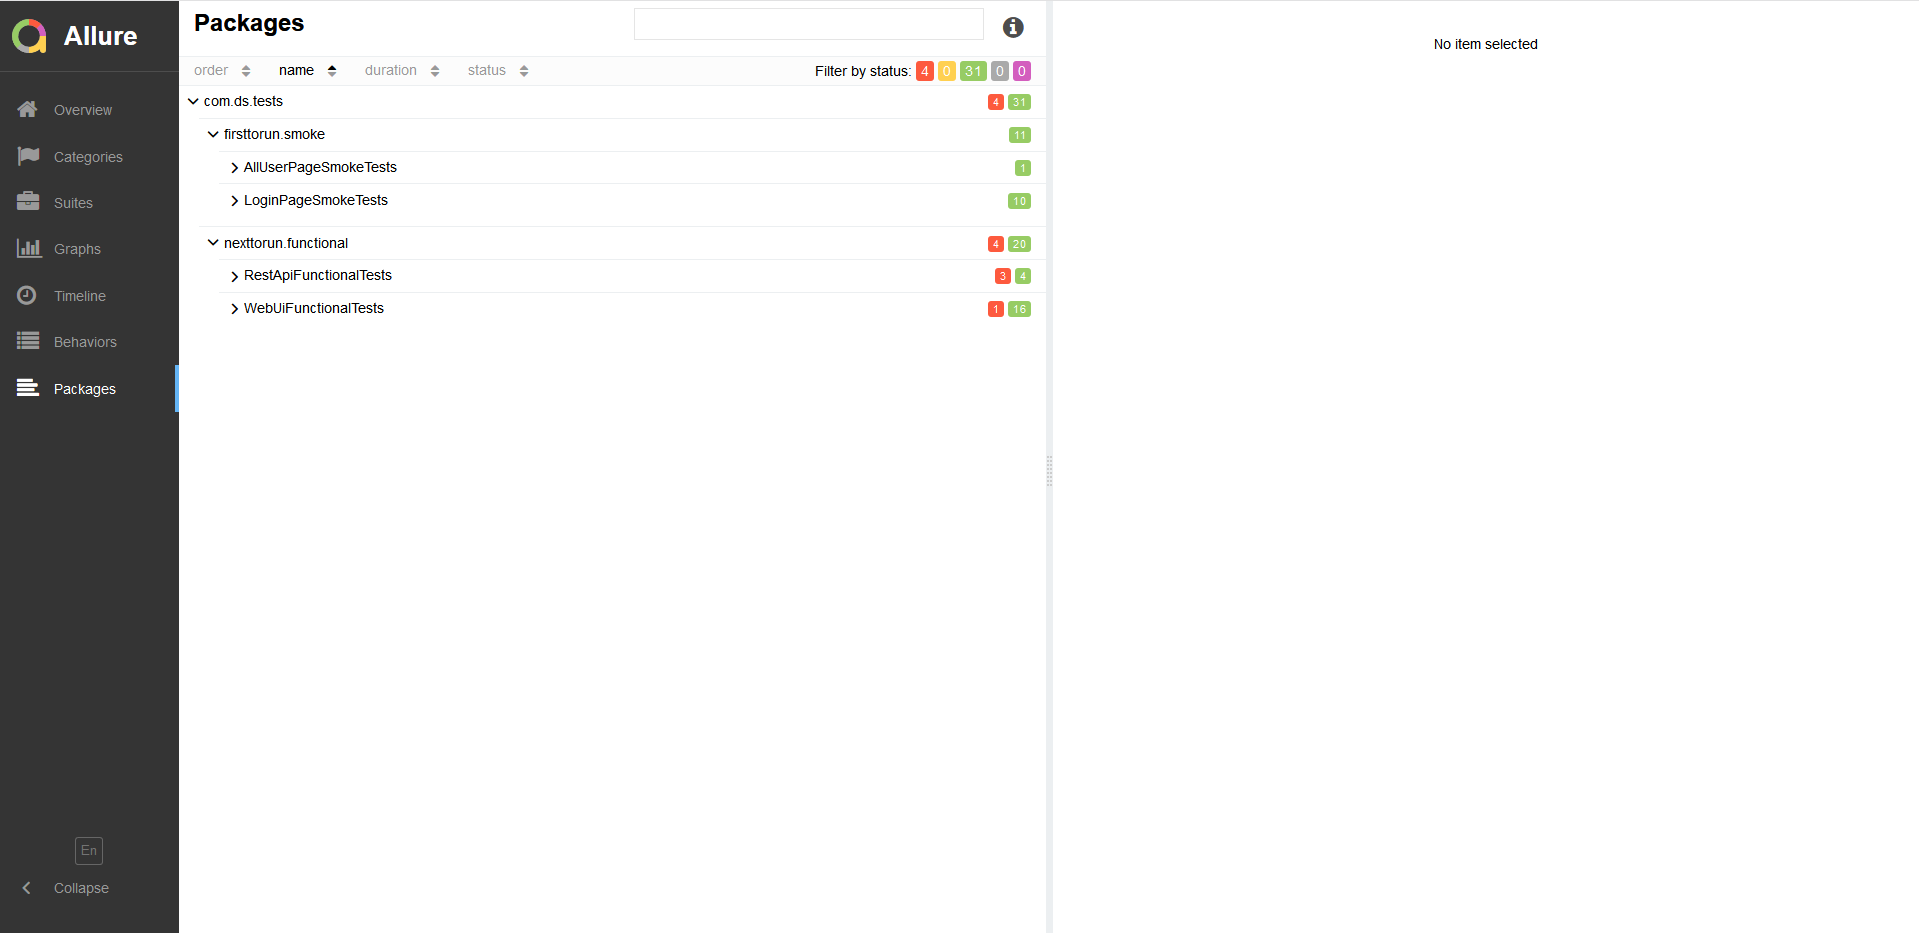 Allure
Overview
Categories
Suites
Graphs
Timeline
Behaviors
Packages
En
Collapse
Packages
order name duration status Filter by status: 4 0 31 0 0
com.ds.tests 4 31
firsttorun.smoke 11
AllUserPageSmokeTests 1
LoginPageSmokeTests 10
nexttorun.functional 4 20
RestApiFunctionalTests 3 4
WebUiFunctionalTests 1 16
No item selected